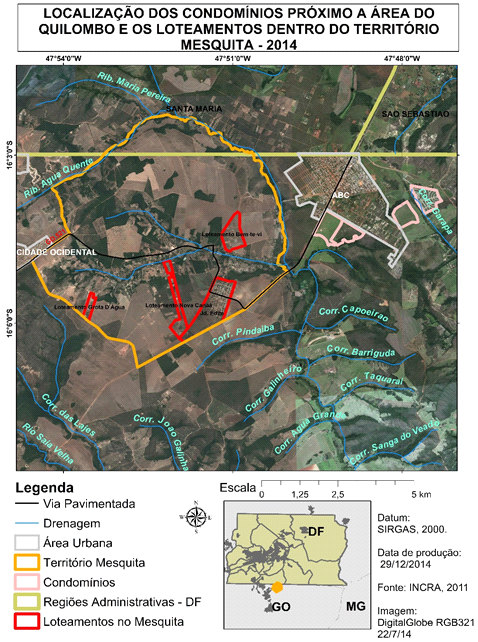 LOCALIZAÇÃO DOS CONDOMÍNIOS PRÓXIMO A ÁREA DO
QUILOMBO E OS LOTEAMENTOS DENTRO DO TERRITÓRIO
MESQUITA - 2014
47°54'0"W
47°51'0"W
47°48'0"W
Rib. Maria Pereira
SANTA MARIA
SAO SEBASTIAO
16°3'0"S
Rib. Agua Quente
ABC
Corr. Garapa
Loteamento Bem-te-vi
CIDADE OCIDENTAL
Loteamento Grota D'Água
Loteamento Nova Canaã
Jd. Edite
16°6'0"S
Corr. Capoeirao
Corr. Pindaiba
Corr. Barriguda
Corr. Galinheiro
Corr. Taquaral
Corr. das Lajes
Corr. Joao Galinha
Corr. Agua Grande
Corr. Sanga do Veado
Rio Saia Velha
Legenda
Via Pavimentada
Drenagem
Área Urbana
Território Mesquita
Condomínios
Regiões Administrativas - DF
Loteamentos no Mesquita
Escala
0 1,25 2,5 5 km
DF
GO
MG
Datum:
SIRGAS, 2000.
Data de produção:
29/12/2014
Fonte: INCRA, 2011
Imagem:
DigitalGlobe RGB321
22/7/14